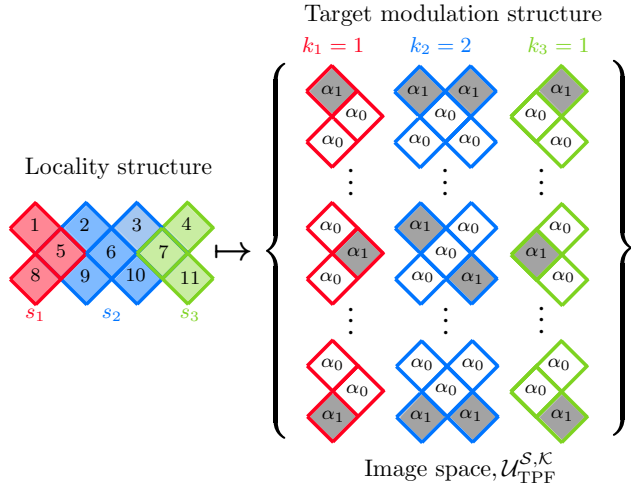 Target modulation structure
k₁ = 1 k₂ = 2 k₃ = 1
α₁ α₁ α₁ α₁
α₀ α₀ α₀
α₀ α₀ α₀ α₀
⋮ ⋮ ⋮
Locality structure
1 2 3 4
5 6 7
8 9 10 11
s₁ s₂ s₃
↦
α₀ α₁ α₀ α₀
α₁ α₀ α₁
α₀ α₀ α₁ α₀
⋮ ⋮ ⋮
α₀ α₀ α₀ α₀
α₀ α₀ α₀
α₁ α₁ α₁ α₁
Image space, 𝒰_TPF^{𝒮,𝒦}